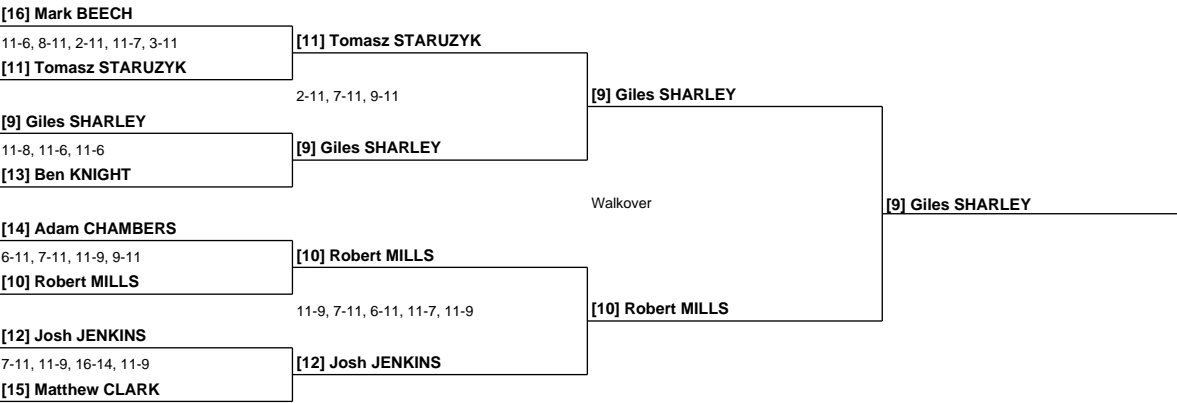 [16] Mark BEECH
11-6, 8-11, 2-11, 11-7, 3-11
[11] Tomasz STARUZYK
[11] Tomasz STARUZYK
2-11, 7-11, 9-11
[9] Giles SHARLEY
[9] Giles SHARLEY
11-8, 11-6, 11-6
[9] Giles SHARLEY
[13] Ben KNIGHT
Walkover
[9] Giles SHARLEY
[14] Adam CHAMBERS
6-11, 7-11, 11-9, 9-11
[10] Robert MILLS
[10] Robert MILLS
11-9, 7-11, 6-11, 11-7, 11-9
[10] Robert MILLS
[12] Josh JENKINS
7-11, 11-9, 16-14, 11-9
[12] Josh JENKINS
[15] Matthew CLARK